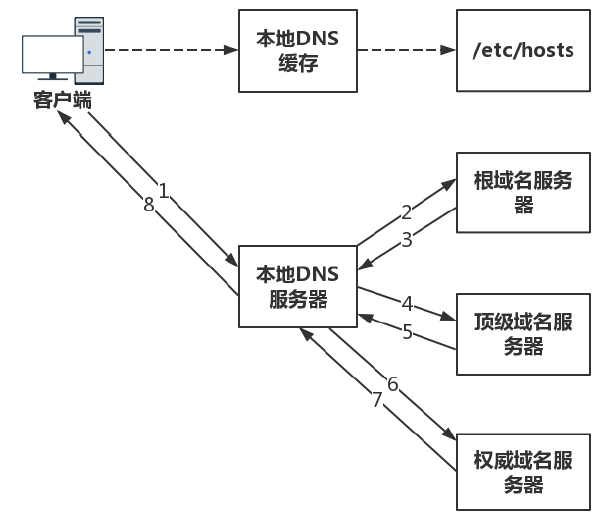 本地DNS
缓存
/etc/hosts
客户端
1
8
2
3
根域名服务
器
本地DNS
服务器
4
5
顶级域名服
务器
6
7
权威域名服
务器